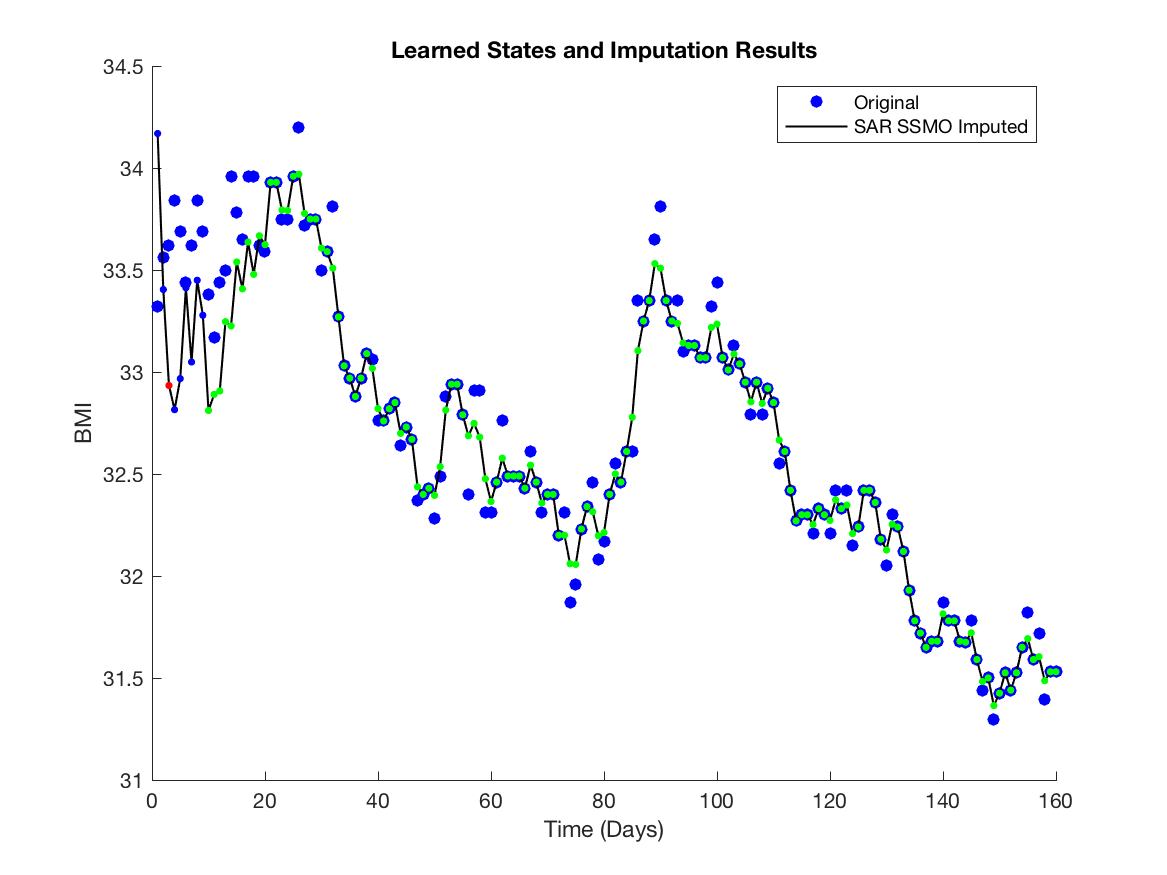 Learned States and Imputation Results
34.5
34
33.5
33
32.5
32
31.5
31
BMI
Original
SAR SSMO Imputed
0 20 40 60 80 100 120 140 160
Time (Days)